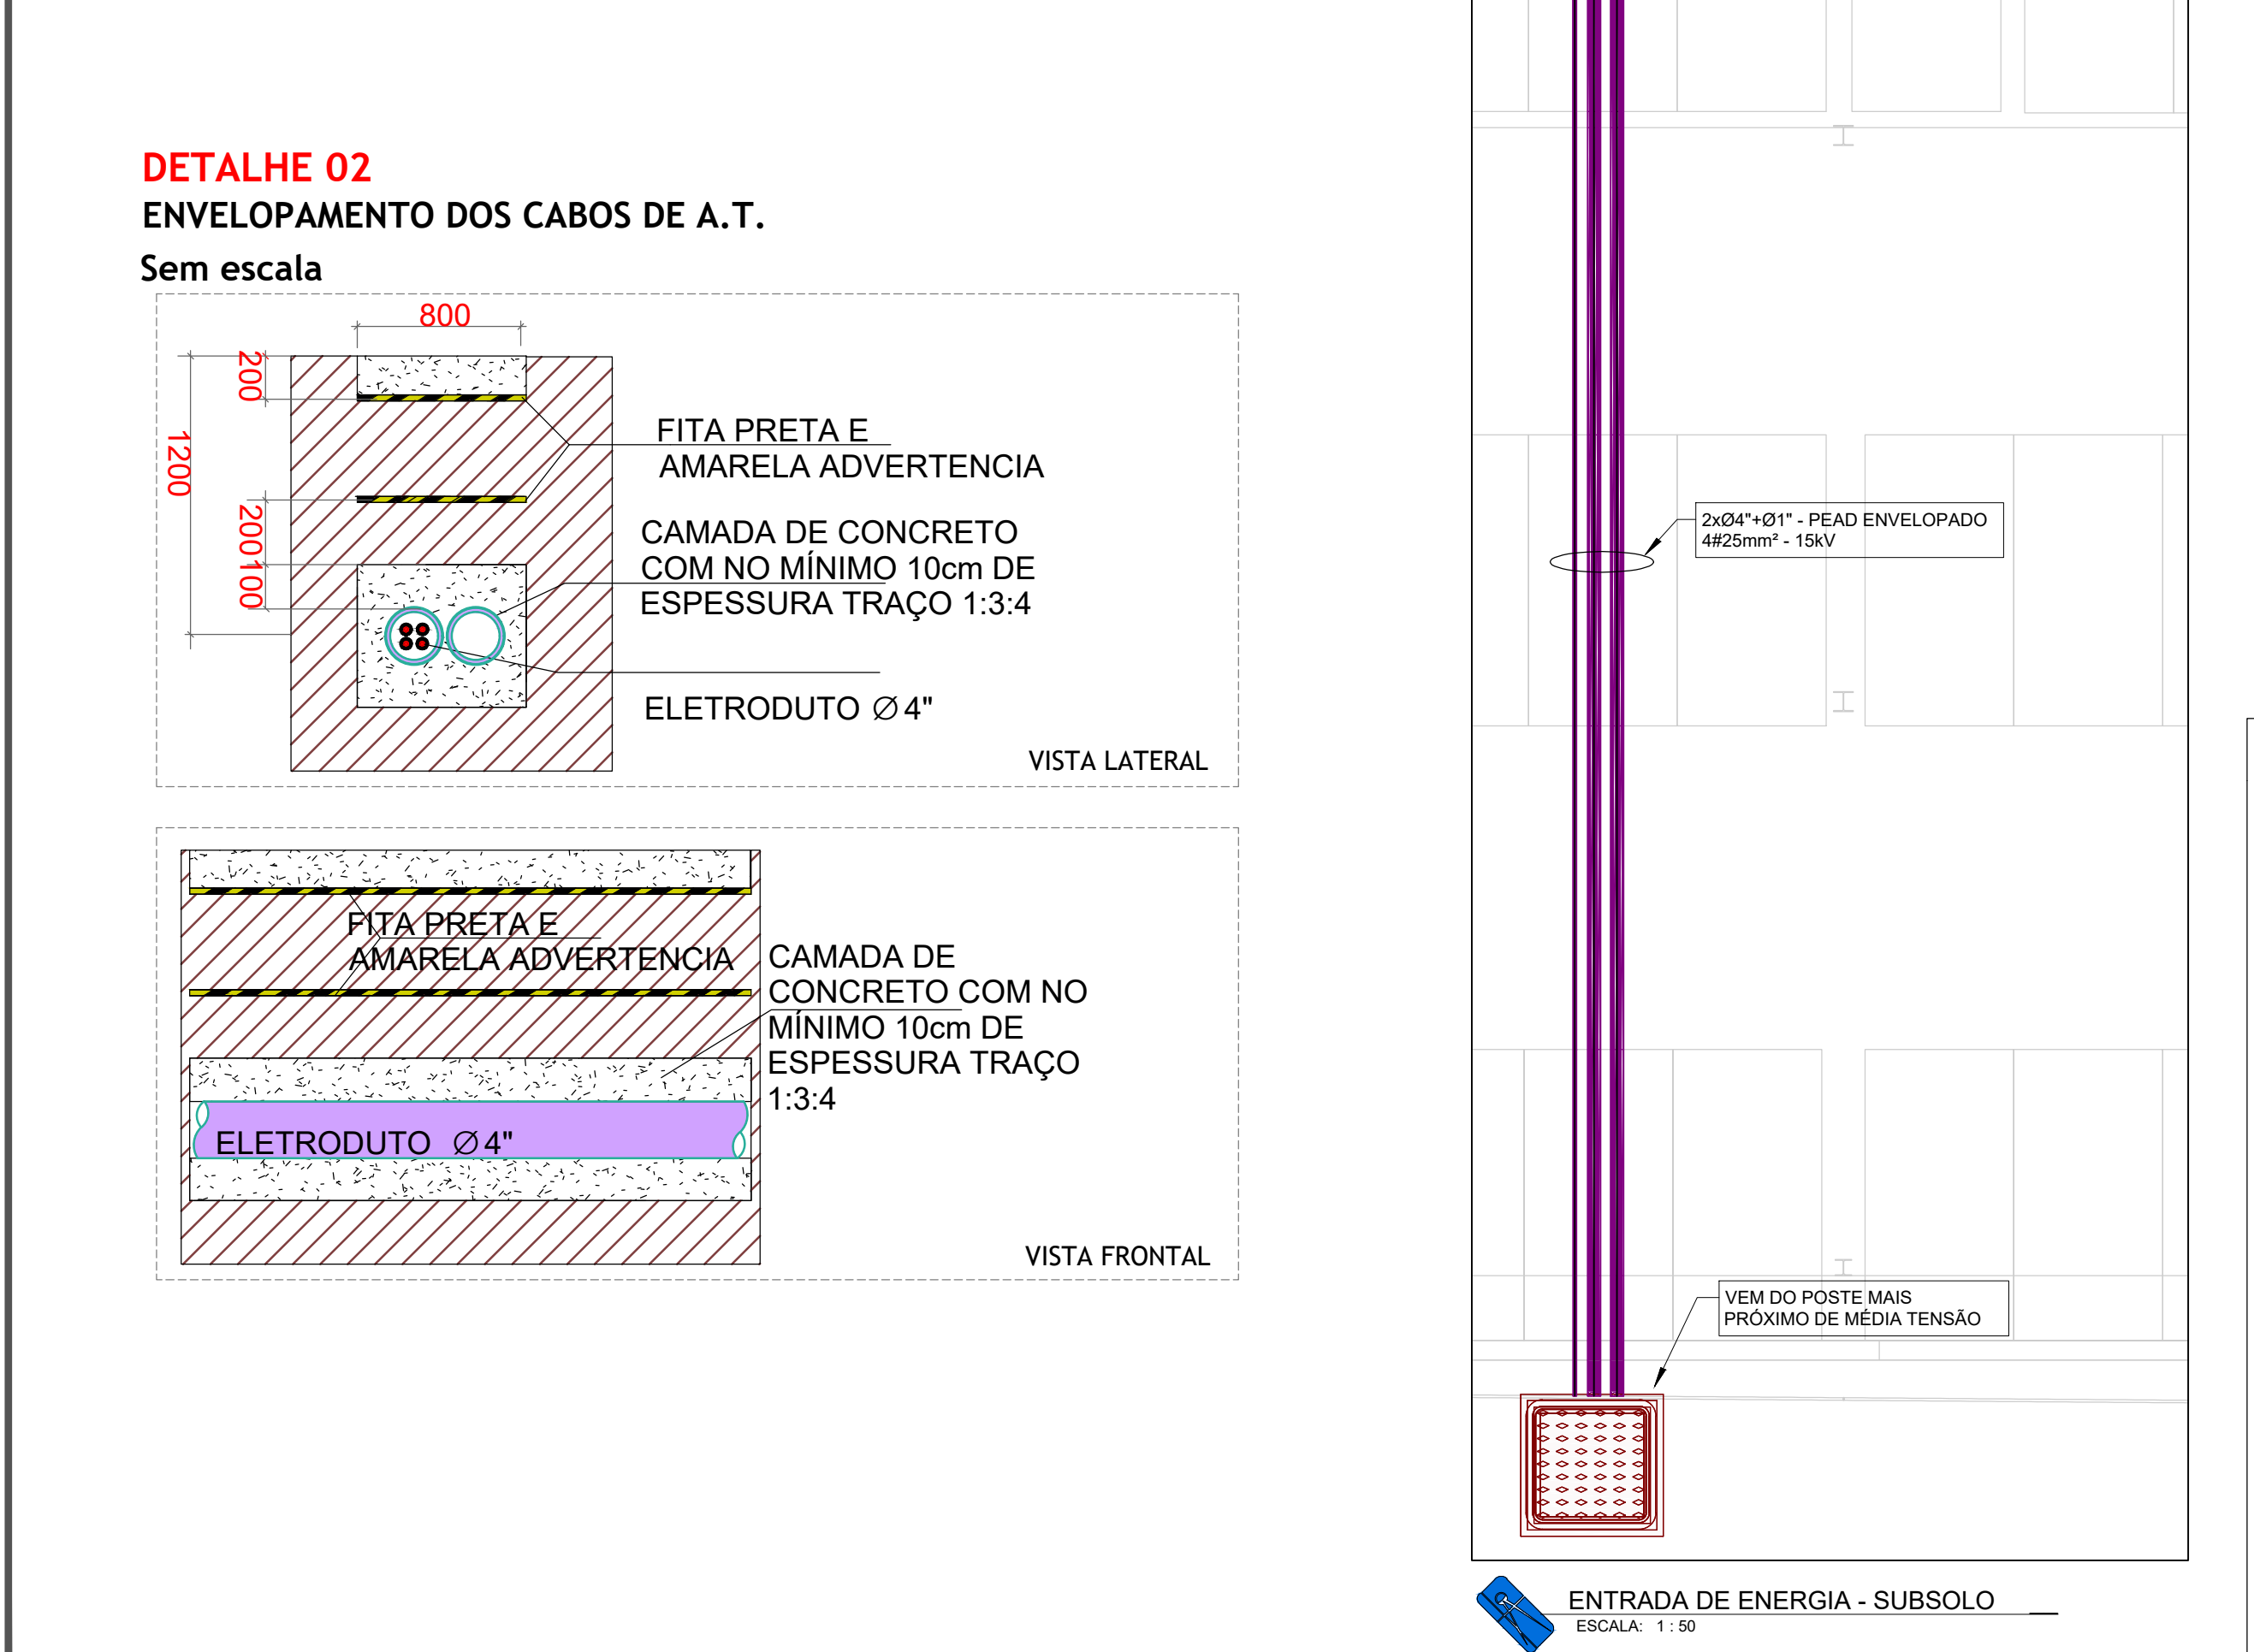 DETALHE 02
ENVELOPAMENTO DOS CABOS DE A.T.
Sem escala
800
200
1200
200
100
FITA PRETA E
AMARELA ADVERTENCIA
CAMADA DE CONCRETO
COM NO MÍNIMO 10cm DE
ESPESSURA TRAÇO 1:3:4
ELETRODUTO ∅4"
VISTA LATERAL
FITA PRETA E
AMARELA ADVERTENCIA
CAMADA DE
CONCRETO COM NO
MÍNIMO 10cm DE
ESPESSURA TRAÇO
1:3:4
ELETRODUTO ∅4"
VISTA FRONTAL
2xØ4"+Ø1" - PEAD ENVELOPADO
4#25mm² - 15kV
VEM DO POSTE MAIS
PRÓXIMO DE MÉDIA TENSÃO
ENTRADA DE ENERGIA - SUBSOLO
ESCALA: 1 : 50